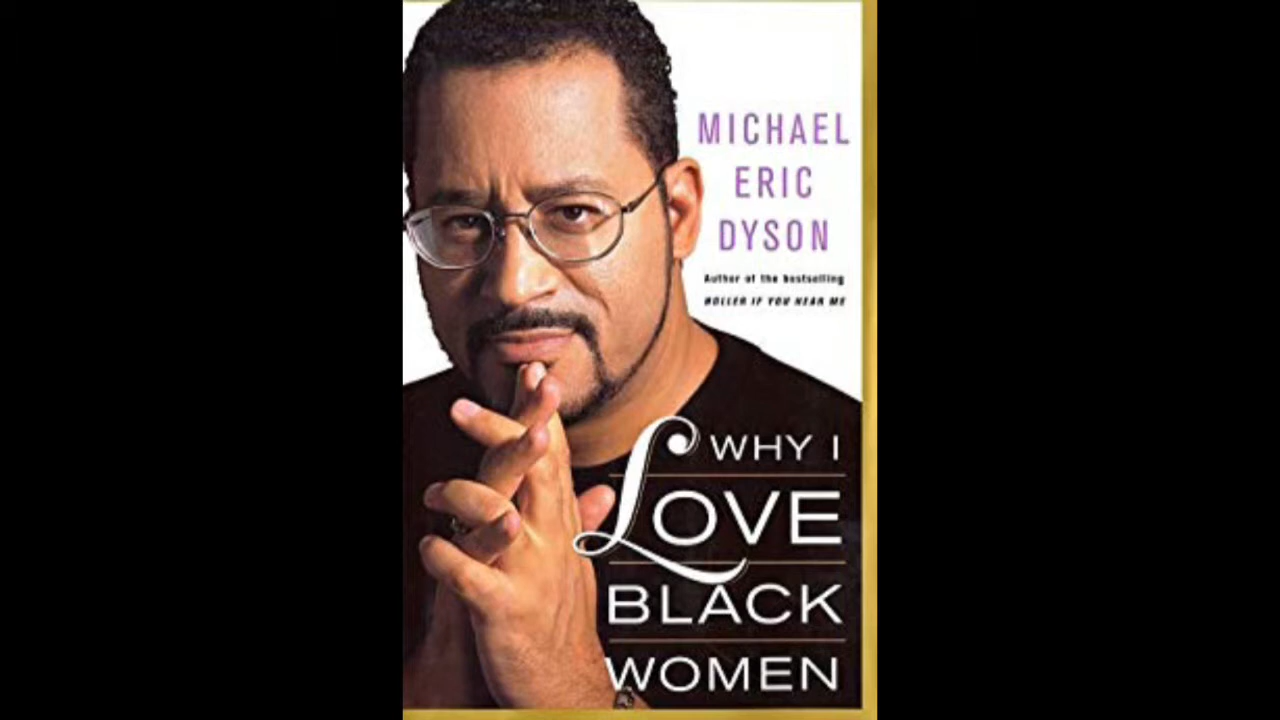 MICHAEL
ERIC
DYSON
Author of the bestselling
HOLLER IF YOU HEAR ME
WHY I
LOVE
BLACK
WOMEN